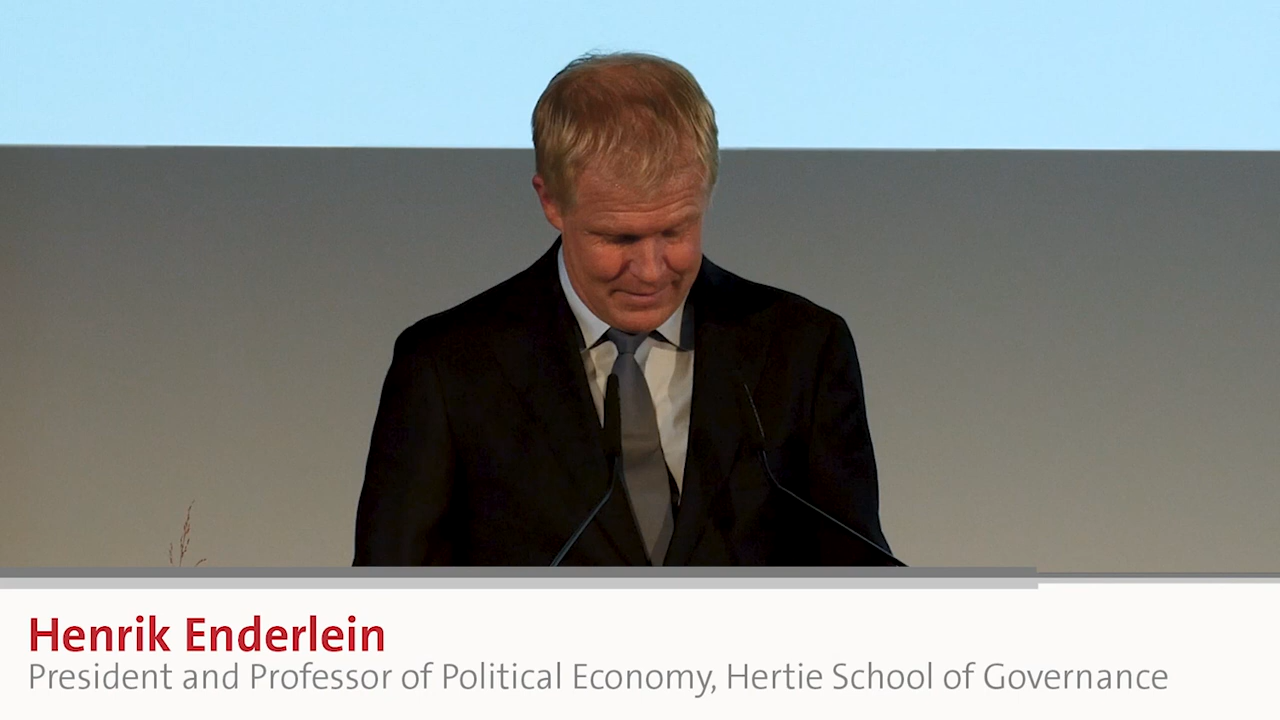 Henrik Enderlein
President and Professor of Political Economy, Hertie School of Governance